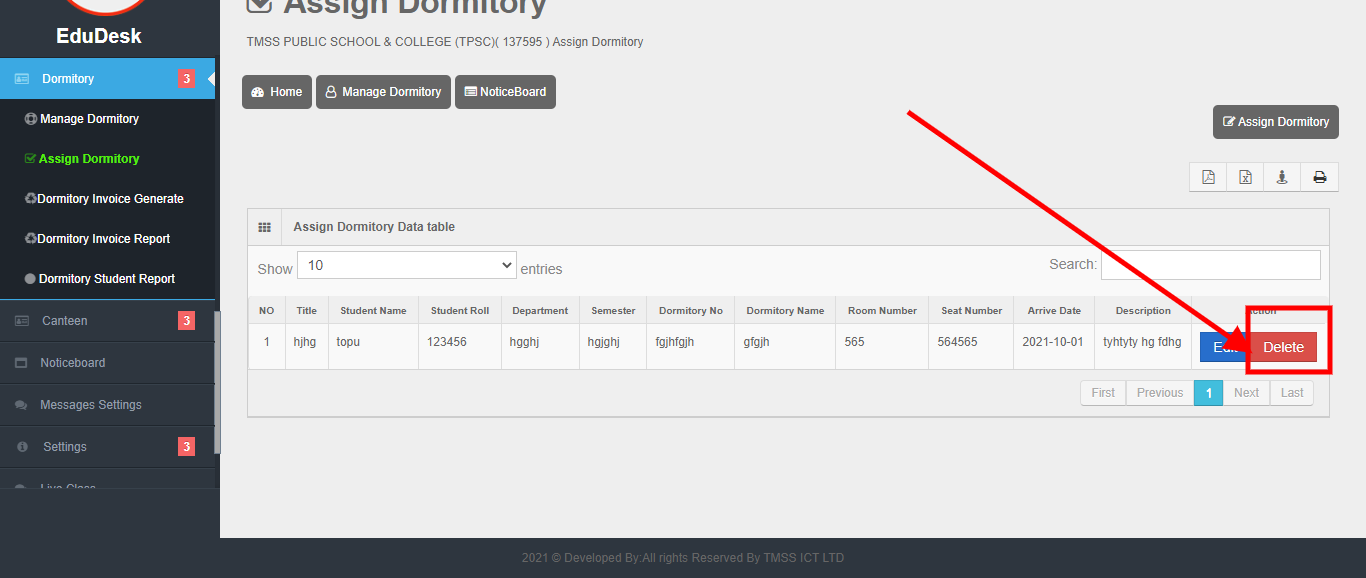 Assign Dormitory
EduDesk
TMSS PUBLIC SCHOOL & COLLEGE (TPSC)( 137595 ) Assign Dormitory
Dormitory 3
Manage Dormitory
Assign Dormitory
Dormitory Invoice Generate
Dormitory Invoice Report
Dormitory Student Report
Canteen 3
Noticeboard
Messages Settings
Settings 3
Live Class
Home Manage Dormitory NoticeBoard
Assign Dormitory
Assign Dormitory Data table
Show 10 entries Search:
NO Title Student Name Student Roll Department Semester Dormitory No Dormitory Name Room Number Seat Number Arrive Date Description Action
1 hjhg topu 123456 hgghj hgjghj fgjhfgjh gfgjh 565 564565 2021-10-01 tyhtyty hg fdhg Edit Delete
First Previous 1 Next Last
2021 © Developed By:All rights Reserved By TMSS ICT LTD